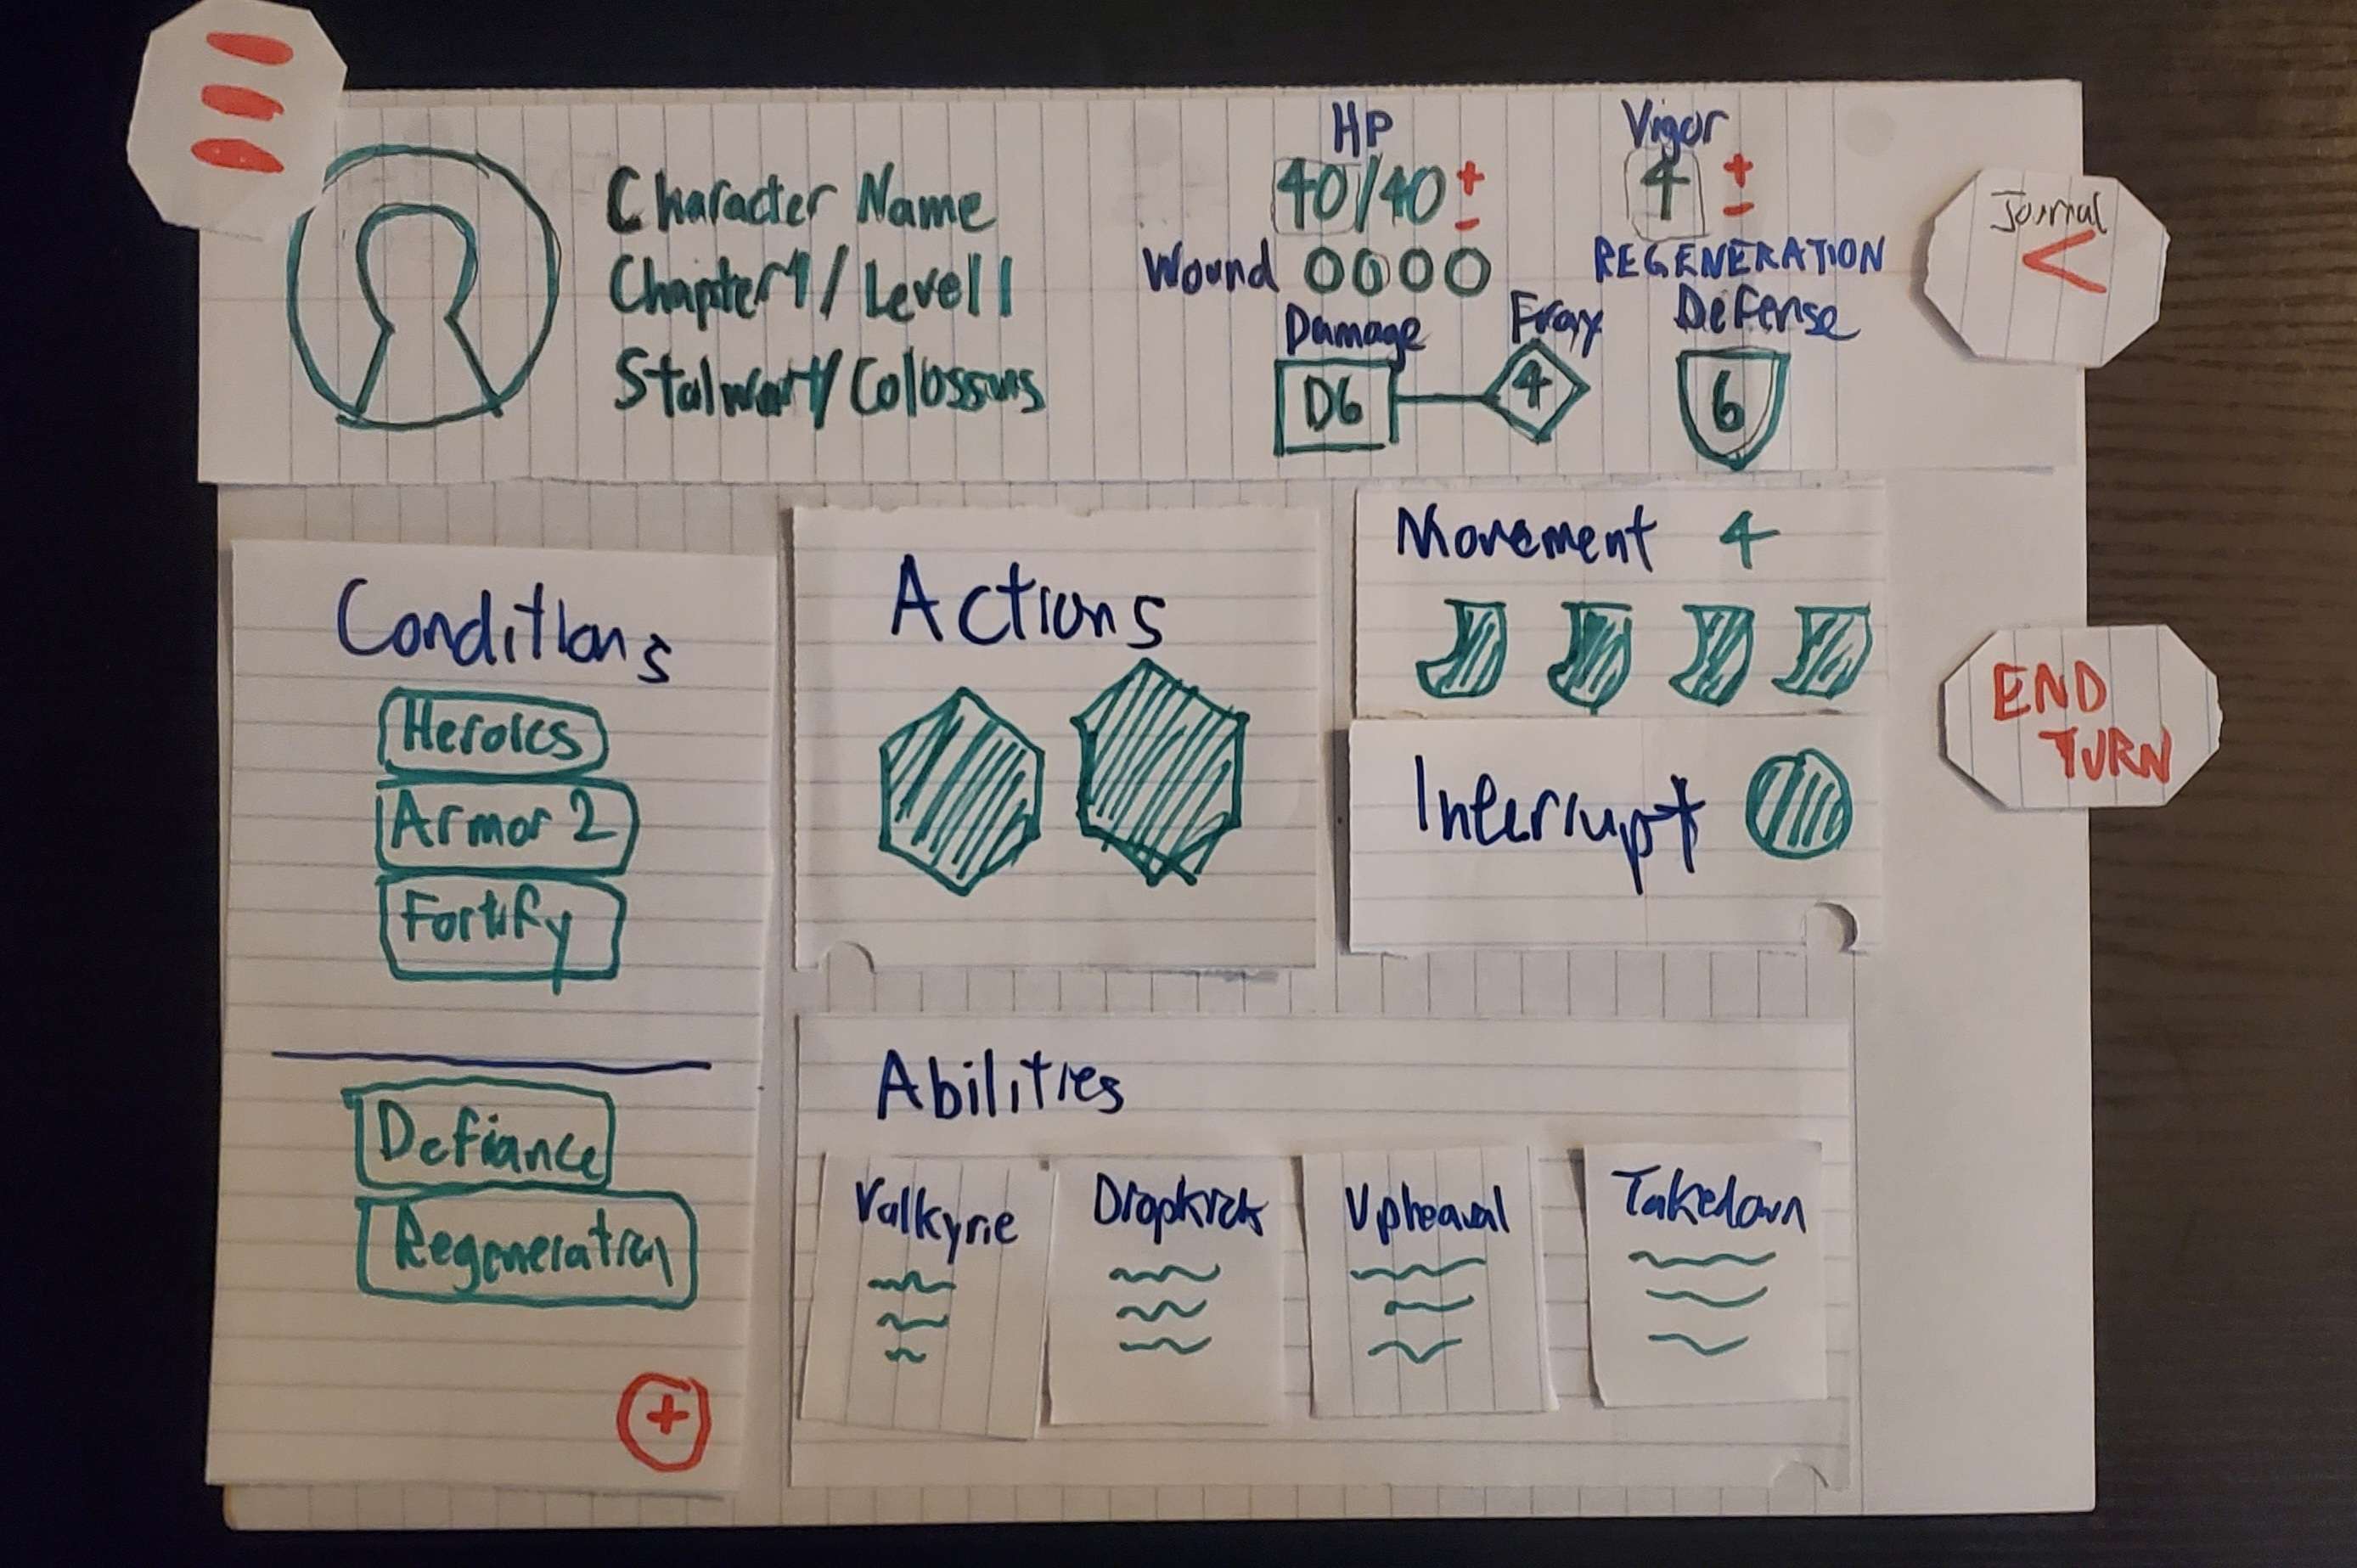 Character Name
Chapter 1 / Level 1
Stalwart / Colossus
HP
40/40 + -
Wound
Vigor
4 + -
REGENERATION
Damage
D6
Fray
4
Defense
6
Journal
<
Conditions
Heroics
Armor 2
Fortify
Defiance
Regeneration
+
Actions
Movement 4
Interrupt
END
TURN
Abilities
Valkyrie
Dropkick
Upheaval
Takedown